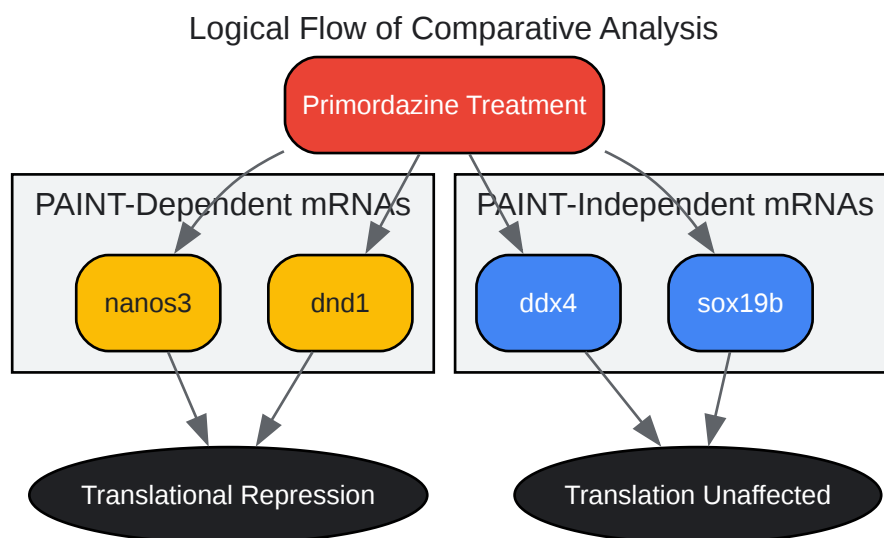 Logical Flow of Comparative Analysis
Primordazine Treatment
PAINT-Dependent mRNAs
PAINT-Independent mRNAs
nanos3
dnd1
ddx4
sox19b
Translational Repression
Translation Unaffected